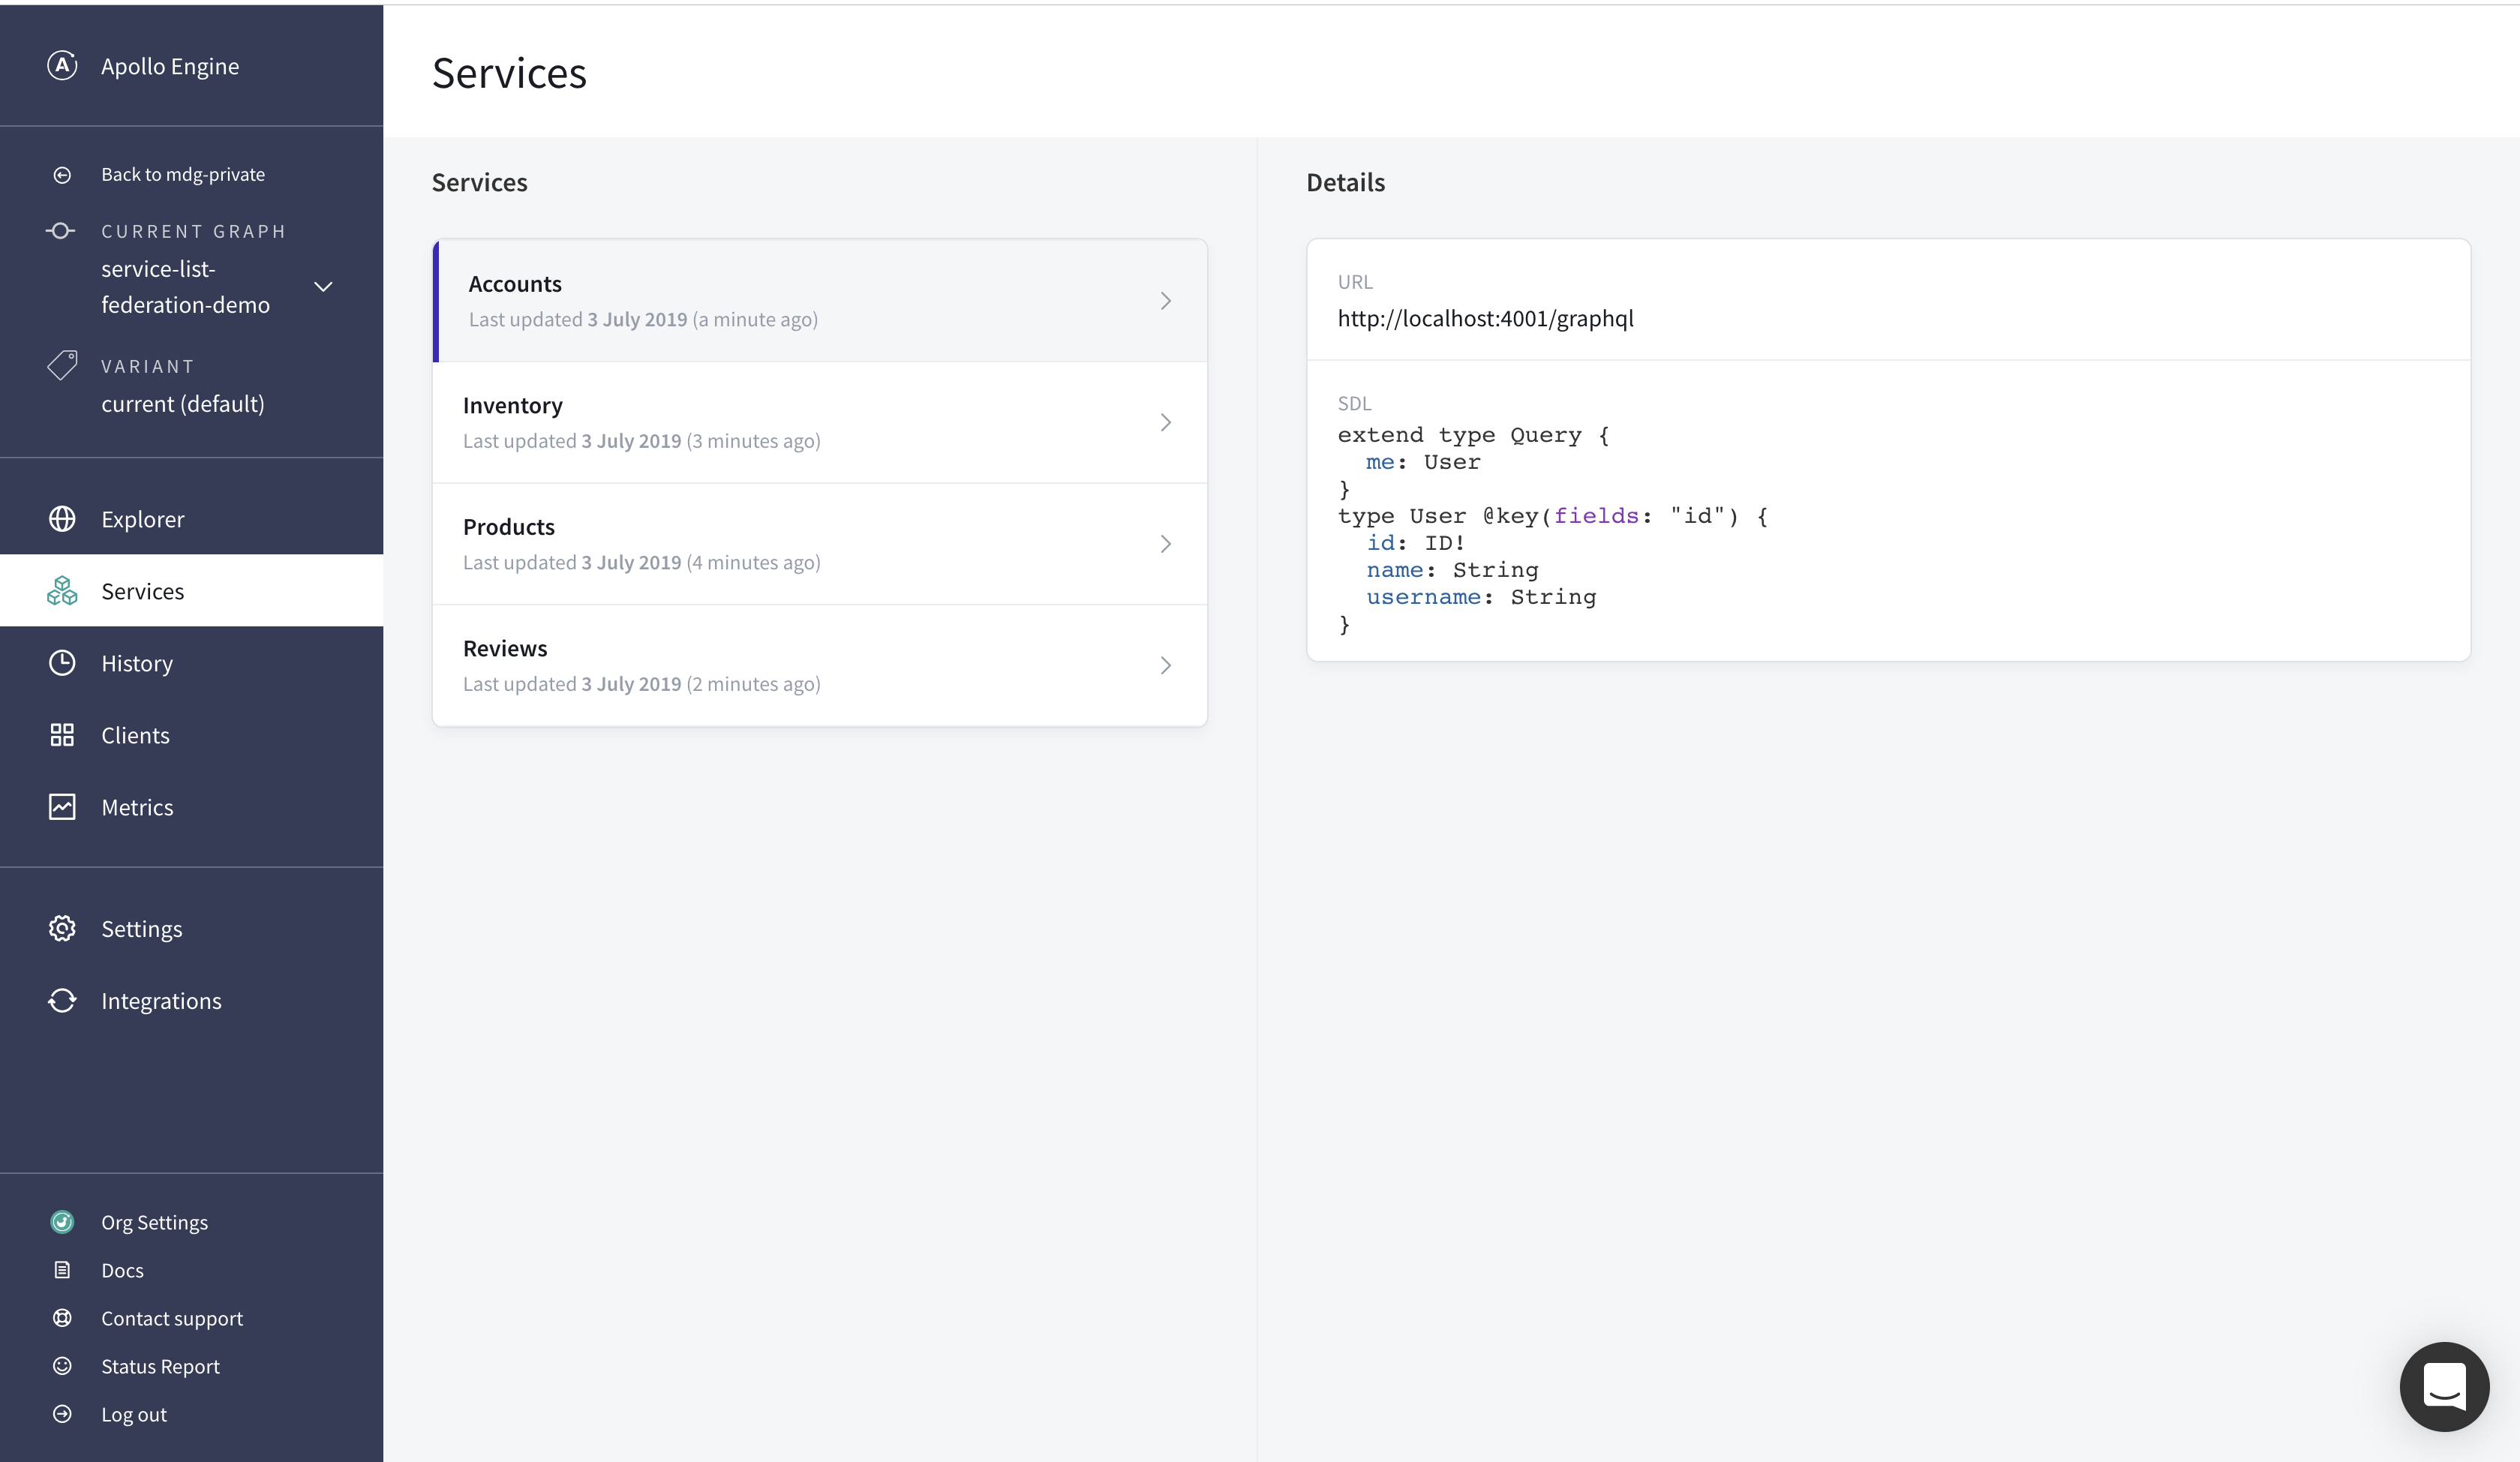 Apollo Engine
Back to mdg-private
CURRENT GRAPH
service-list-
federation-demo
VARIANT
current (default)
Explorer
Services
History
Clients
Metrics
Settings
Integrations
Org Settings
Docs
Contact support
Status Report
Log out
Services
Services
Accounts
Last updated 3 July 2019 (a minute ago)
Inventory
Last updated 3 July 2019 (3 minutes ago)
Products
Last updated 3 July 2019 (4 minutes ago)
Reviews
Last updated 3 July 2019 (2 minutes ago)
Details
URL
http://localhost:4001/graphql
SDL
extend type Query {
  me: User
}
type User @key(fields: "id") {
  id: ID!
  name: String
  username: String
}